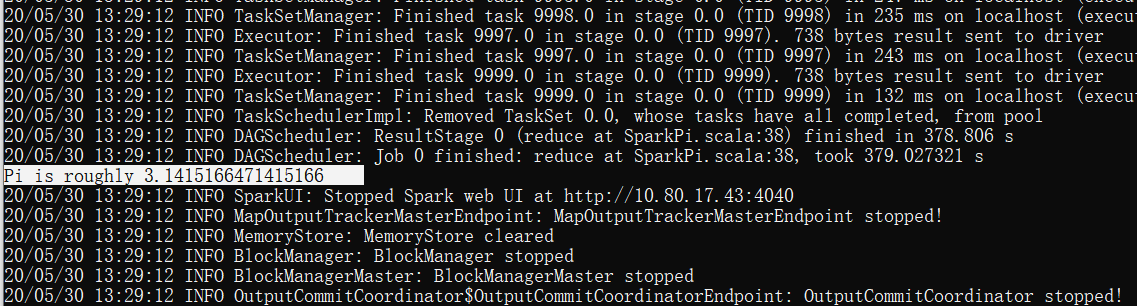 20/05/30 13:29:12 INFO TaskSetManager: Finished task 9998.0 in stage 0.0 (TID 9998) in 235 ms on localhost (execu
20/05/30 13:29:12 INFO Executor: Finished task 9997.0 in stage 0.0 (TID 9997). 738 bytes result sent to driver
20/05/30 13:29:12 INFO TaskSetManager: Finished task 9997.0 in stage 0.0 (TID 9997) in 243 ms on localhost (execu
20/05/30 13:29:12 INFO Executor: Finished task 9999.0 in stage 0.0 (TID 9999). 738 bytes result sent to driver
20/05/30 13:29:12 INFO TaskSetManager: Finished task 9999.0 in stage 0.0 (TID 9999) in 132 ms on localhost (execu
20/05/30 13:29:12 INFO TaskSchedulerImpl: Removed TaskSet 0.0, whose tasks have all completed, from pool
20/05/30 13:29:12 INFO DAGScheduler: ResultStage 0 (reduce at SparkPi.scala:38) finished in 378.806 s
20/05/30 13:29:12 INFO DAGScheduler: Job 0 finished: reduce at SparkPi.scala:38, took 379.027321 s
Pi is roughly 3.1415166471415166
20/05/30 13:29:12 INFO SparkUI: Stopped Spark web UI at http://10.80.17.43:4040
20/05/30 13:29:12 INFO MapOutputTrackerMasterEndpoint: MapOutputTrackerMasterEndpoint stopped!
20/05/30 13:29:12 INFO MemoryStore: MemoryStore cleared
20/05/30 13:29:12 INFO BlockManager: BlockManager stopped
20/05/30 13:29:12 INFO BlockManagerMaster: BlockManagerMaster stopped
20/05/30 13:29:12 INFO OutputCommitCoordinator$OutputCommitCoordinatorEndpoint: OutputCommitCoordinator stopped!